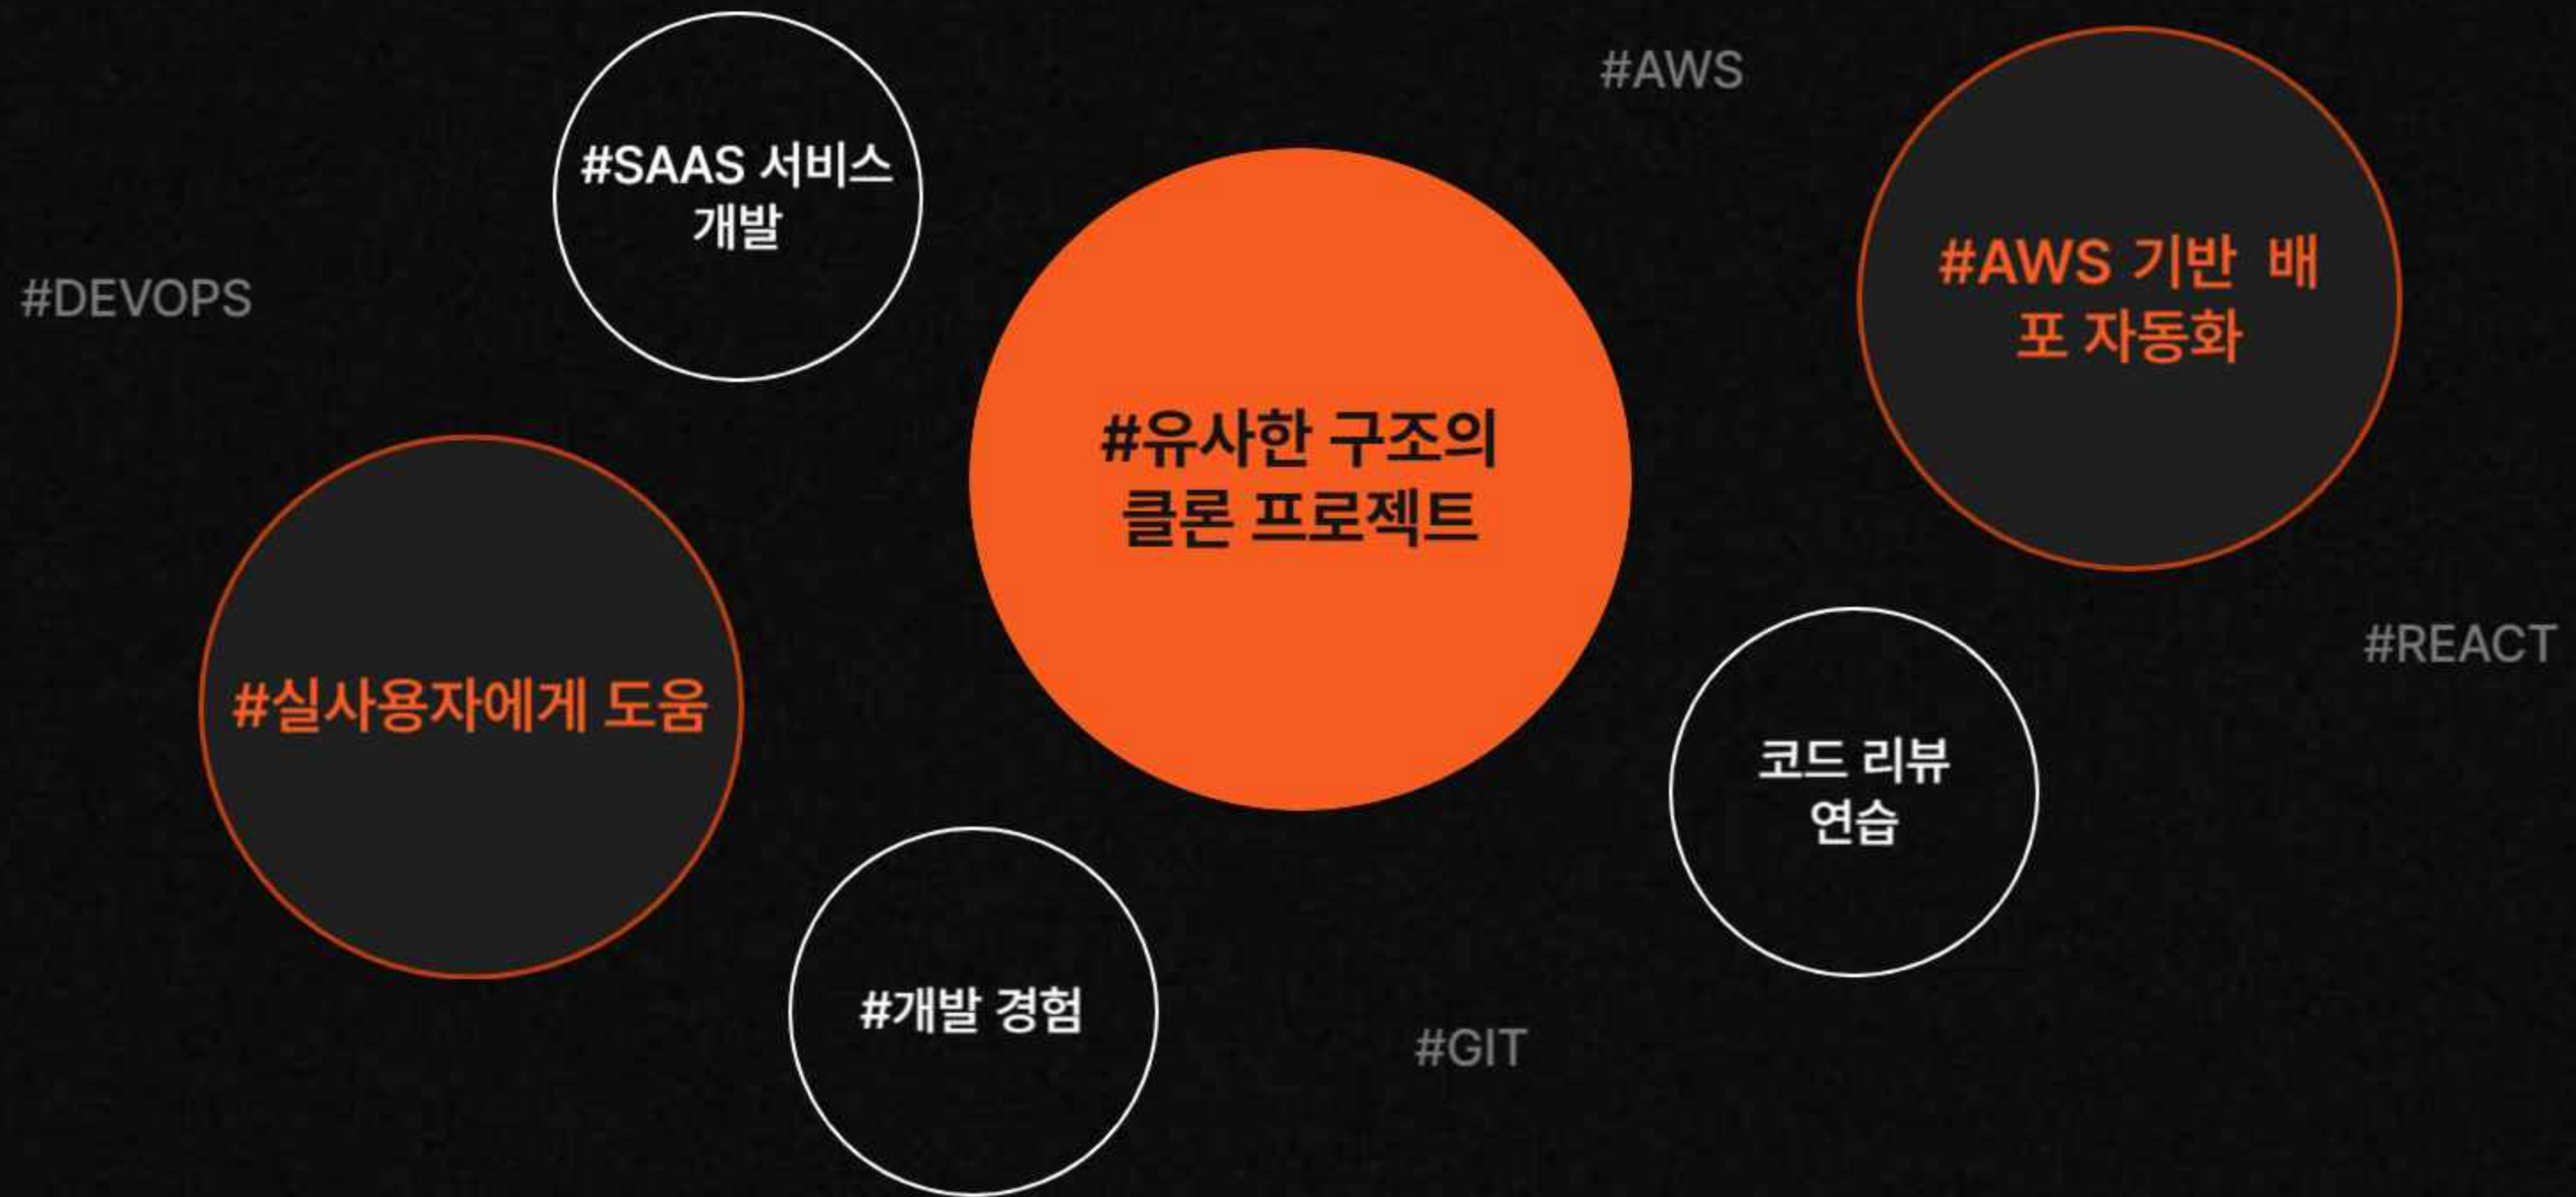 #AWS
#SAAS 서비스
개발
#AWS 기반  배
포 자동화
#DEVOPS
#유사한 구조의
클론 프로젝트
#REACT
#실사용자에게 도움
코드 리뷰
연습
#개발 경험
#GIT